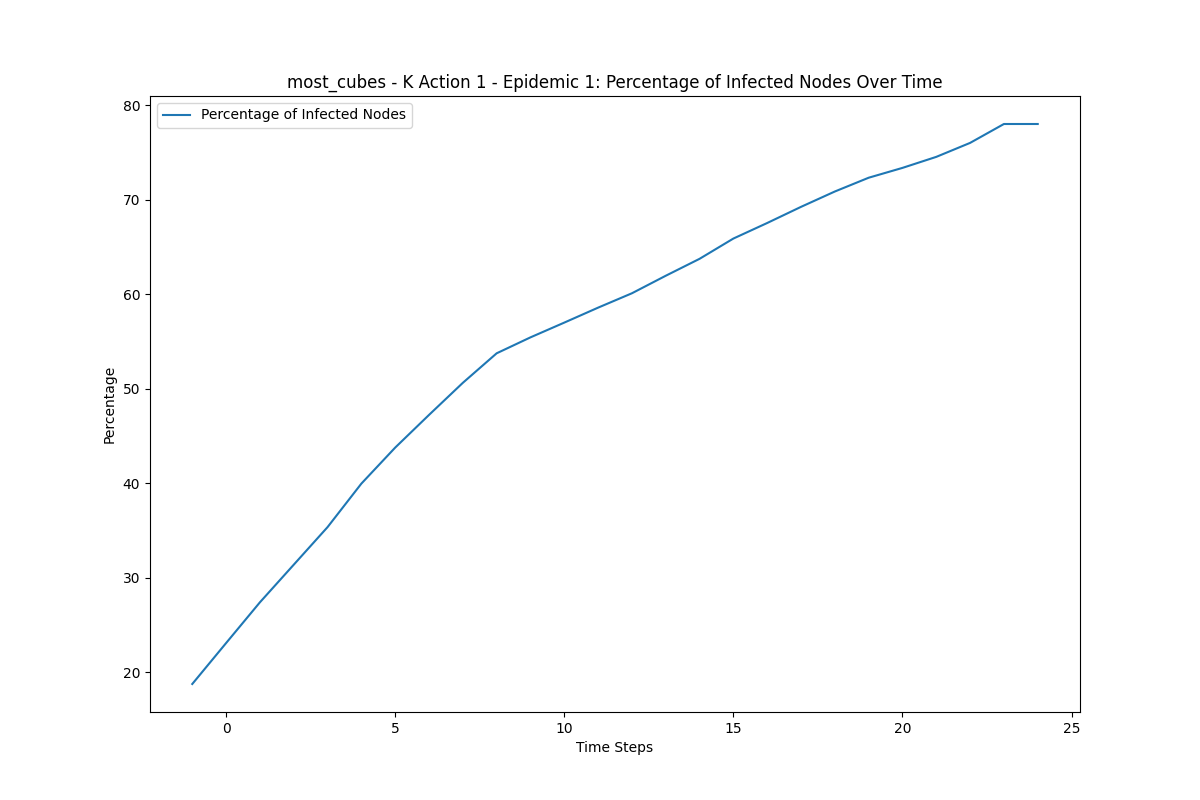 most_cubes - K Action 1 - Epidemic 1: Percentage of Infected Nodes Over Time
Percentage of Infected Nodes
80
70
60
50
40
30
20
Percentage
0 5 10 15 20 25
Time Steps